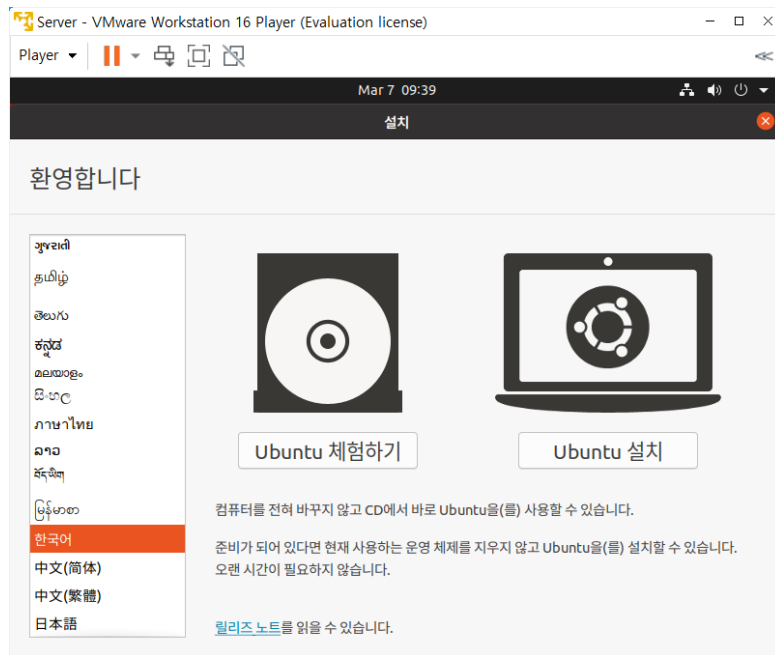 Server - VMware Workstation 16 Player (Evaluation license)
Player
Mar 7 09:39
설치
환영합니다
ગુજરાતી
தமிழ்
తెలుగు
ಕನ್ನಡ
മലയാളം
සිංහල
ภาษาไทย
ລາວ
བོད་ཡིག
မြန်မာစာ
한국어
中文(简体)
中文(繁體)
日本語
Ubuntu 체험하기
Ubuntu 설치
컴퓨터를 전혀 바꾸지 않고 CD에서 바로 Ubuntu을(를) 사용할 수 있습니다.
준비가 되어 있다면 현재 사용하는 운영 체제를 지우지 않고 Ubuntu을(를) 설치할 수 있습니다.
오랜 시간이 필요하지 않습니다.
릴리즈 노트를 읽을 수 있습니다.